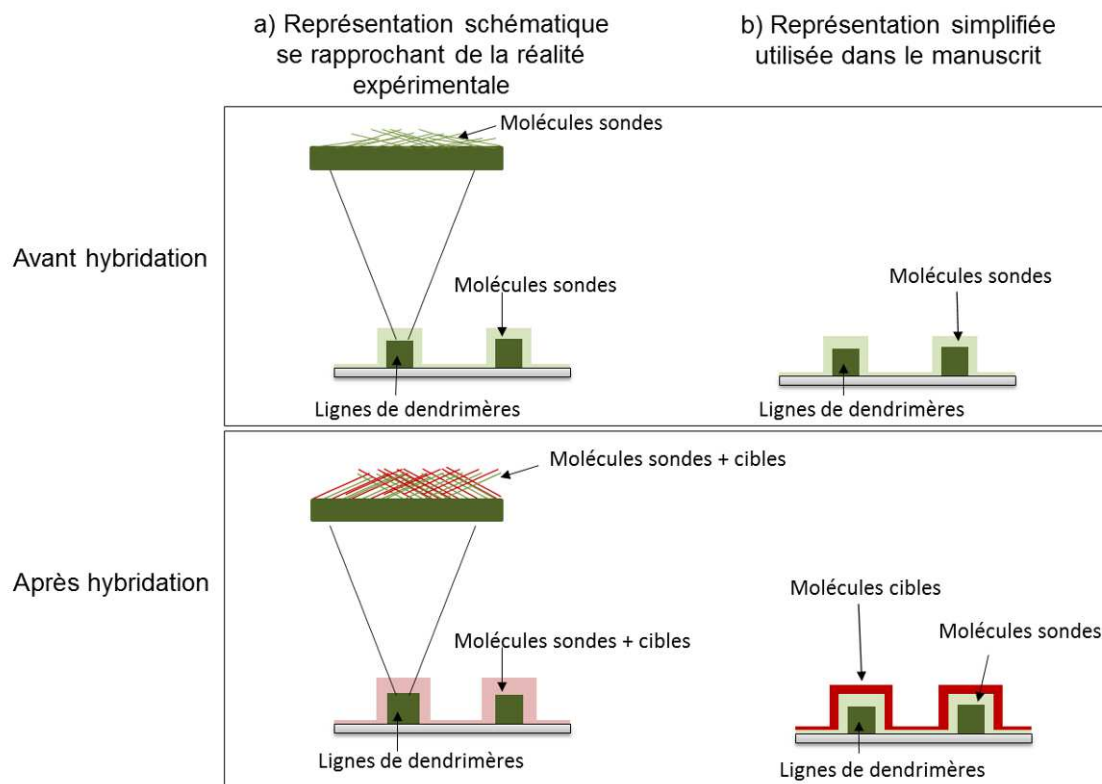 a) Représentation schématique
se rapprochant de la réalité
expérimentale
b) Représentation simplifiée
utilisée dans le manuscrit
Avant hybridation
Molécules sondes
Molécules sondes
Lignes de dendrimères
Molécules sondes
Lignes de dendrimères
Après hybridation
Molécules sondes + cibles
Molécules sondes + cibles
Lignes de dendrimères
Molécules cibles
Molécules sondes
Lignes de dendrimères